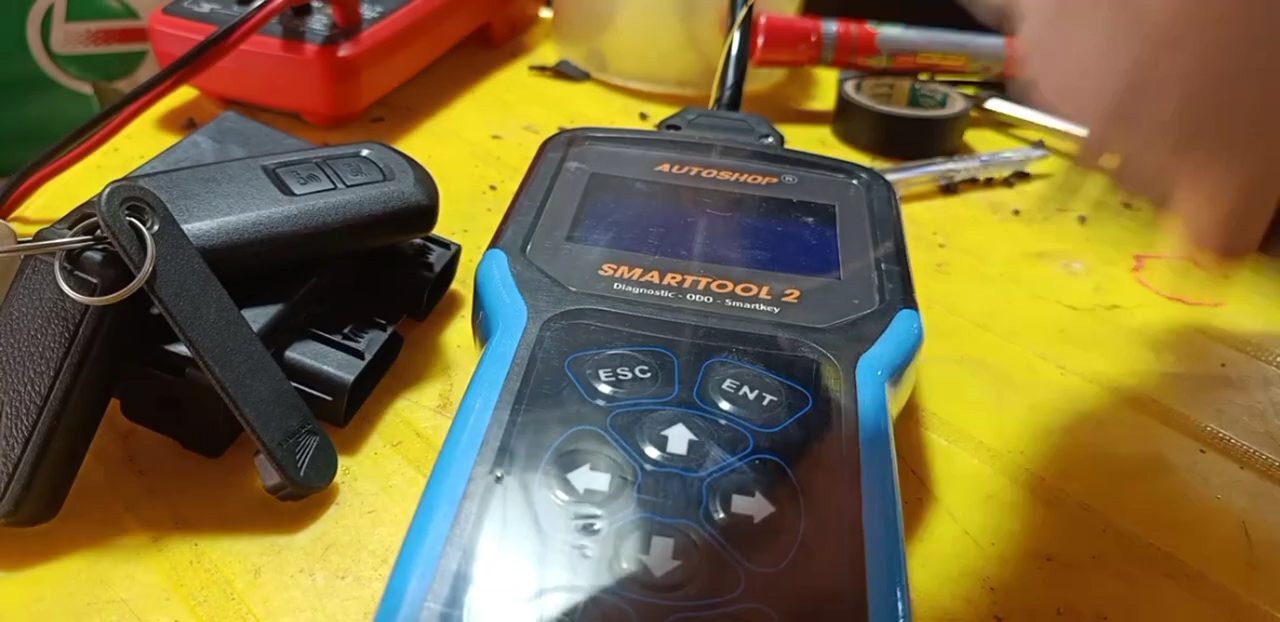 AUTOSHOP ®
SMARTTOOL 2
Diagnostic - ODO - Smartkey
ESC
ENT